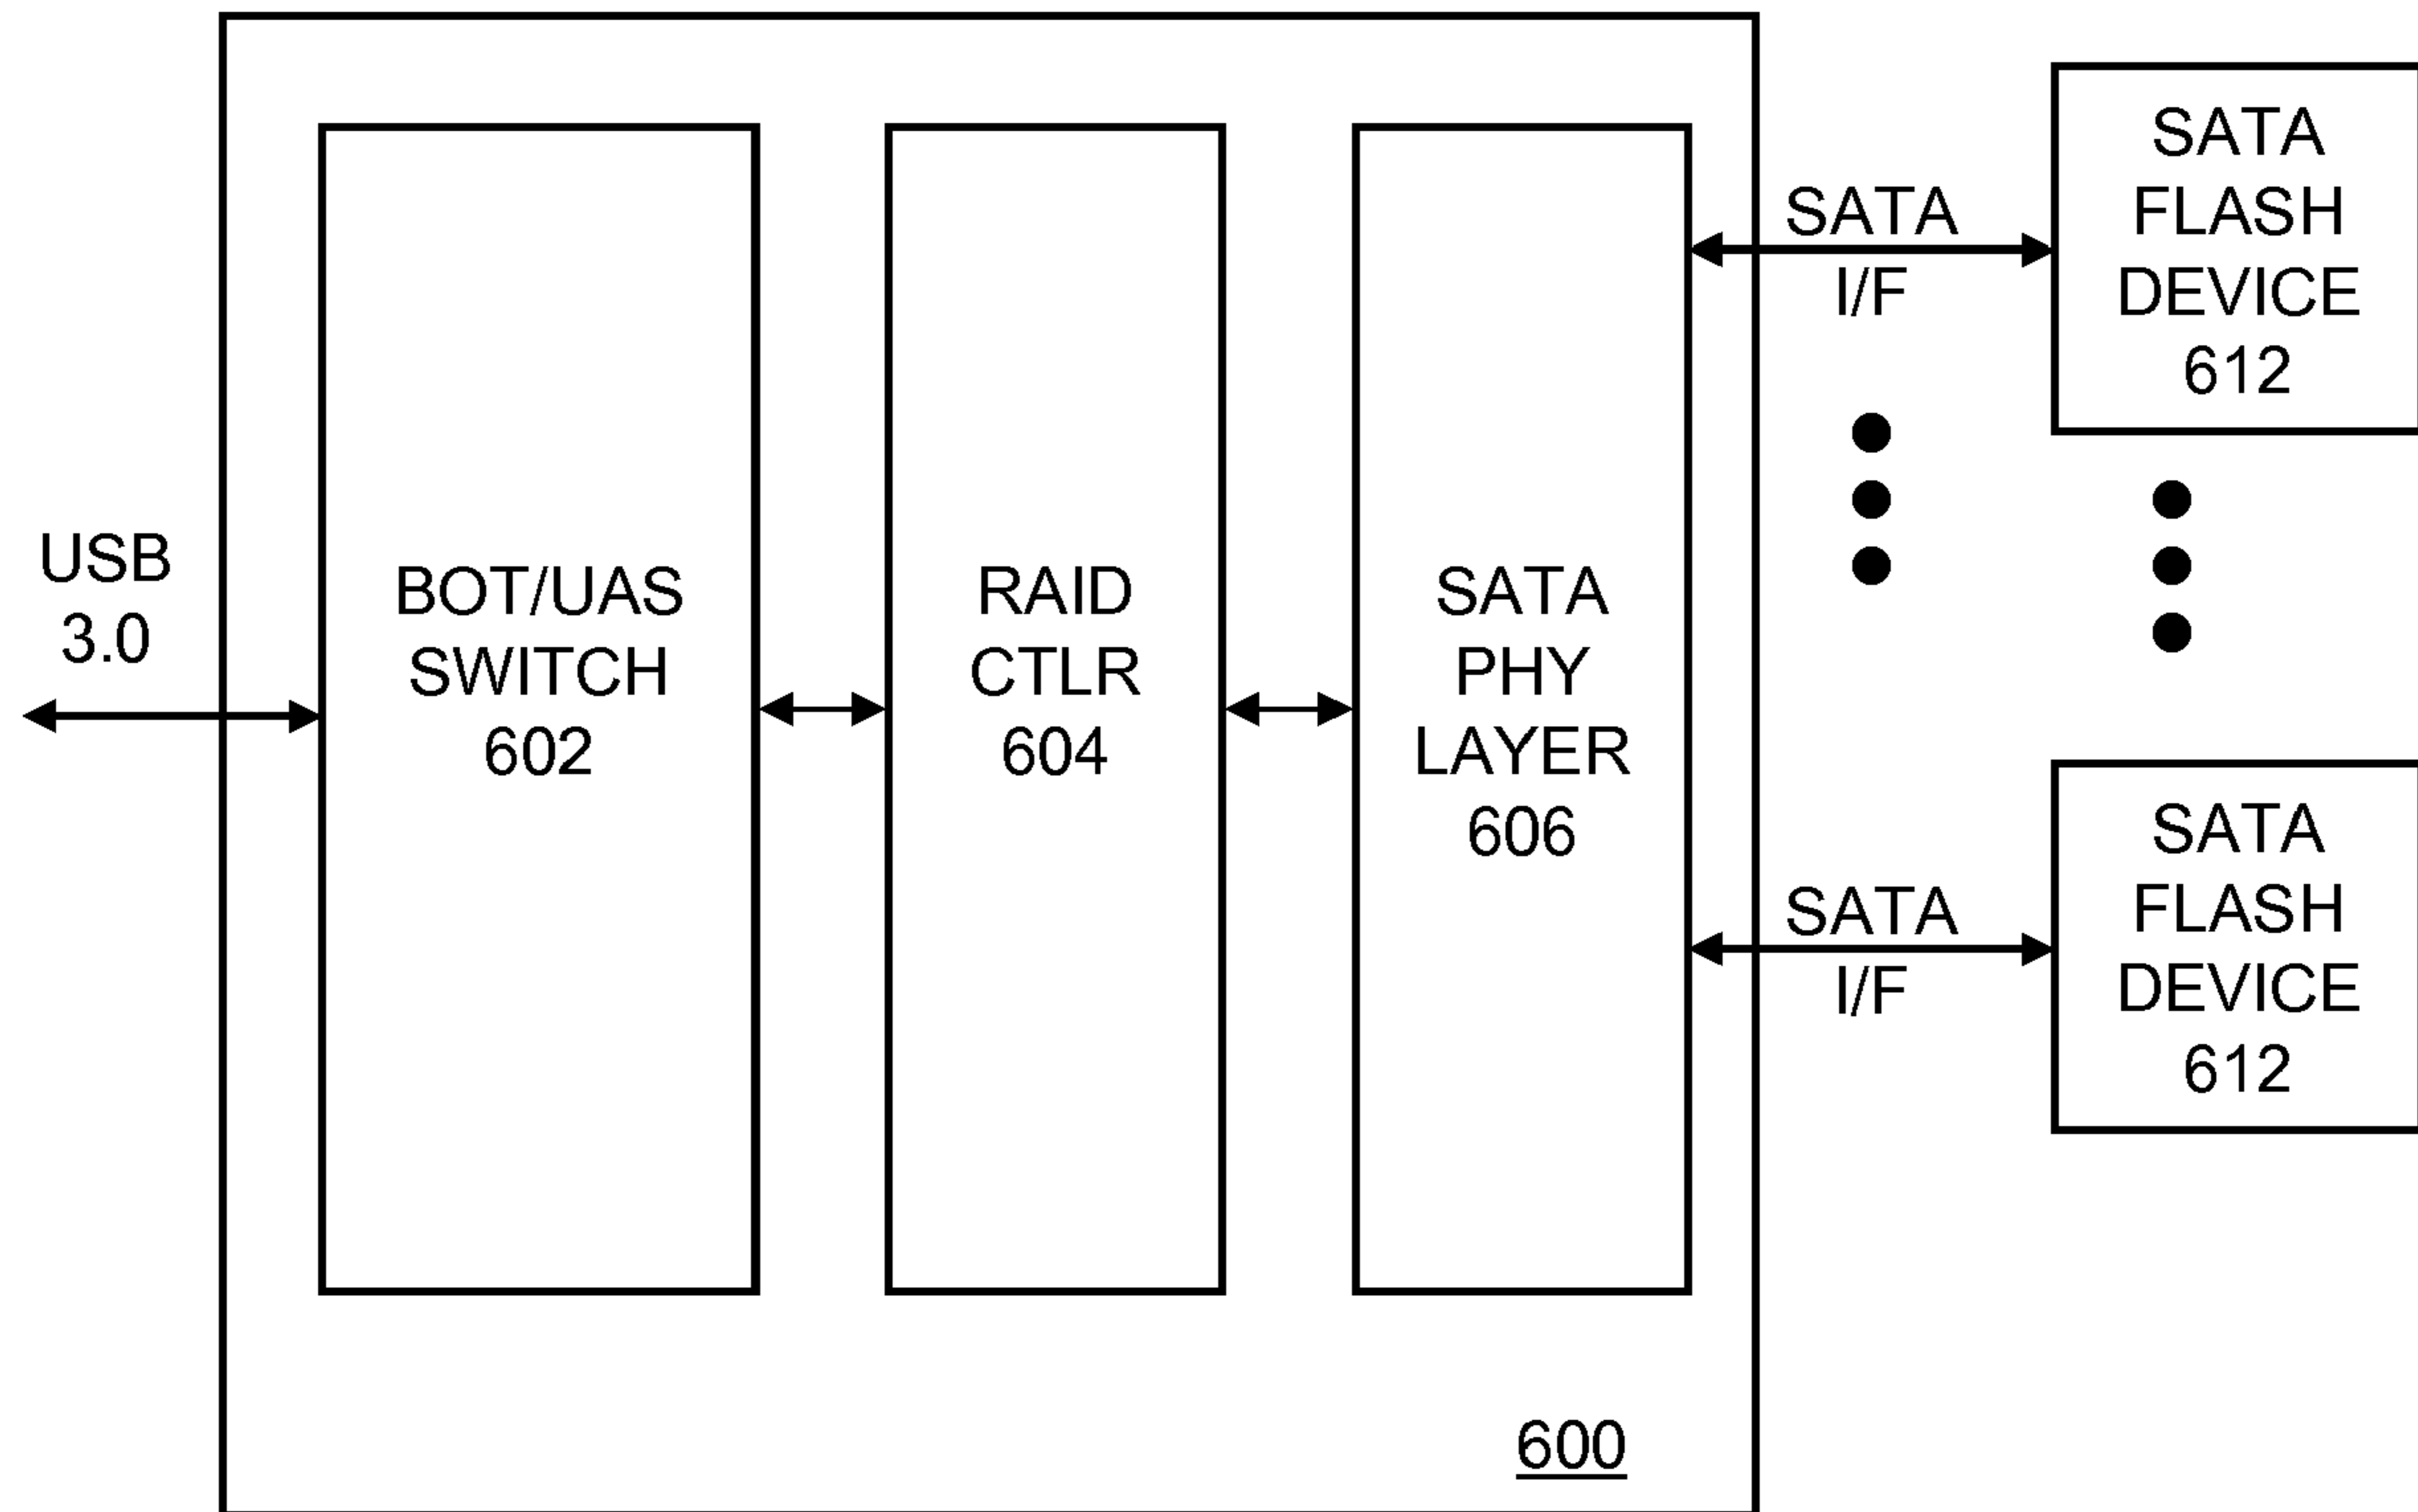 USB
3.0
BOT/UAS
SWITCH
602
RAID
CTLR
604
SATA
PHY
LAYER
606
SATA
I/F
SATA
FLASH
DEVICE
612
SATA
I/F
SATA
FLASH
DEVICE
612
600